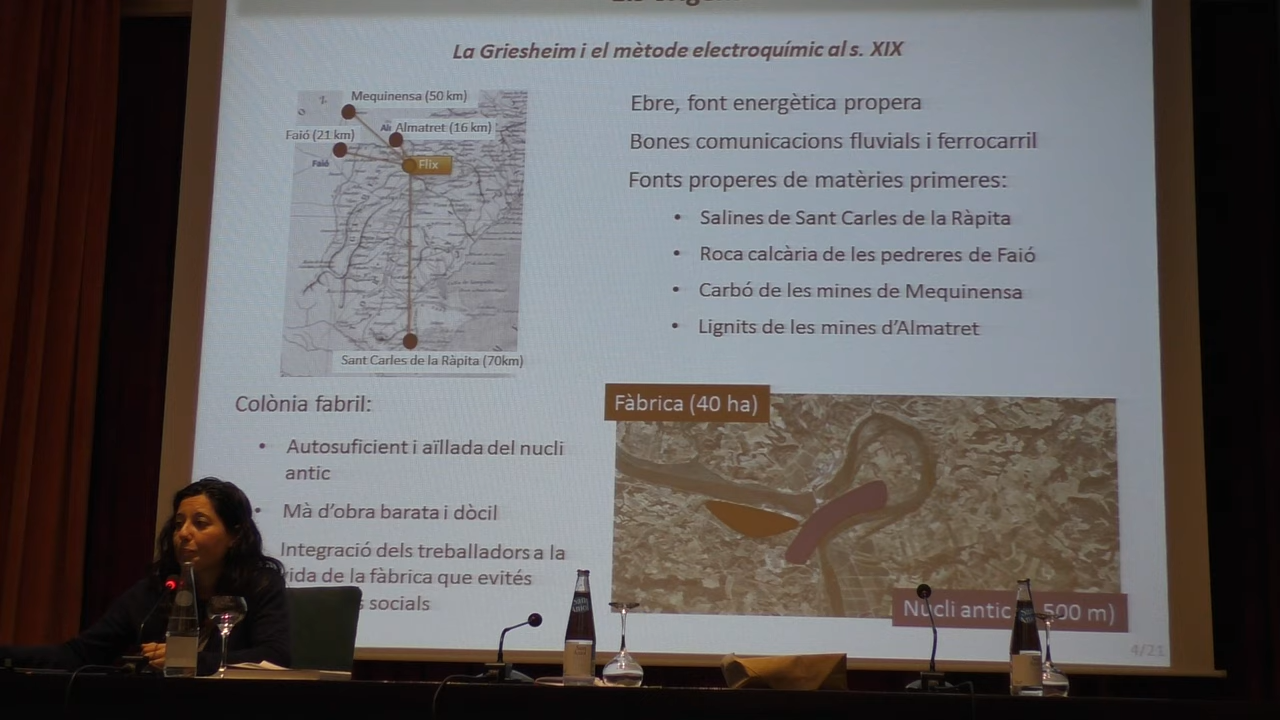 La Griesheim i el mètode electroquímic al s. XIX
Mequinensa (50 km)
Almatret (16 km)
Faió (21 km)
Faió
Flix
Sant Carles de la Ràpita (70km)
Ebre, font energètica propera
Bones comunicacions fluvials i ferrocarril
Fonts properes de matèries primeres:
• Salines de Sant Carles de la Ràpita
• Roca calcària de les pedreres de Faió
• Carbó de les mines de Mequinensa
• Lignits de les mines d’Almatret
Colònia fabril:
• Autosuficient i aïllada del nucli
antic
• Mà d’obra barata i dòcil
Integració dels treballadors a la
vida de la fàbrica que evités
socials
Fàbrica (40 ha)
Nucli antic 500 m)
4/21